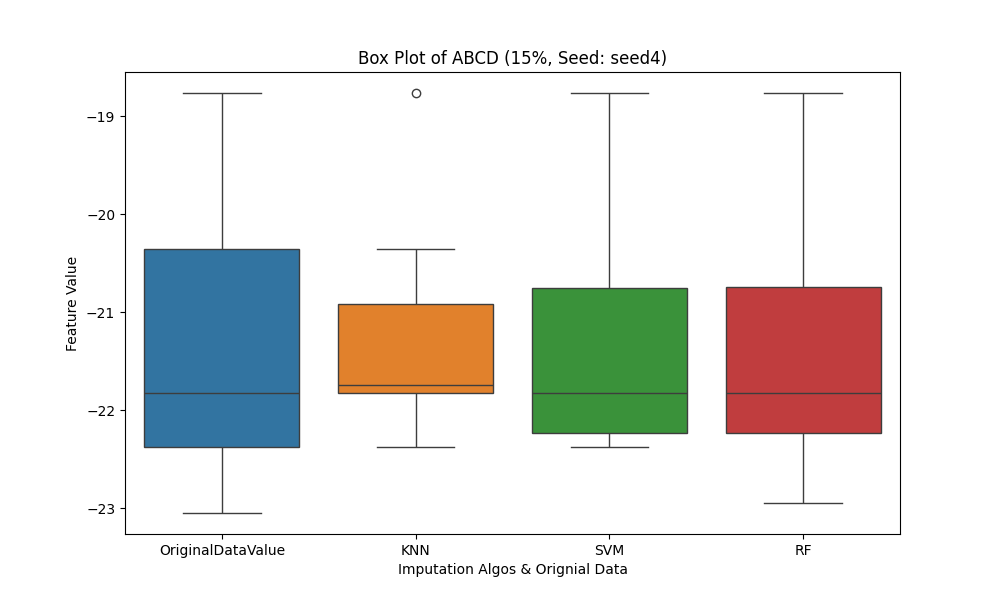 Box Plot of ABCD (15%, Seed: seed4)
Feature Value
−19
−20
−21
−22
−23
OriginalDataValue
KNN
SVM
RF
Imputation Algos & Orignial Data